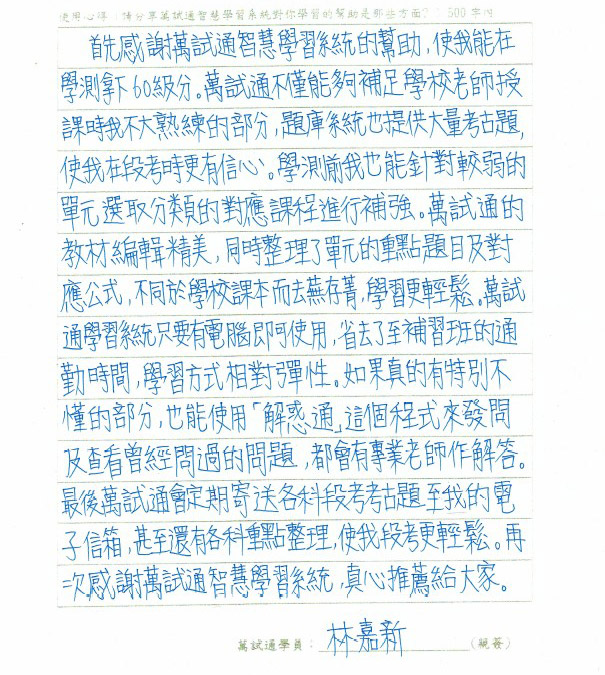 使用心得：請分享萬試通智慧學習系統對你學習的幫助是那些方面? 500字內
首先感謝萬試通智慧學習系統的幫助,使我能在
學測拿下60級分。萬試通不僅能夠補足學校老師授
課時我不大熟練的部分,題庫系統也提供大量考古題,
使我在段考時更有信心。學測前我也能針對較弱的
單元選取分類的對應課程進行補強。萬試通的
教材編輯精美,同時整理了單元的重點題目及對
應公式,不同於學校課本而去蕪存菁,學習更輕鬆。萬試
通學習系統只要有電腦即可使用,省去了至補習班的通
勤時間,學習方式相對彈性。如果真的有特別不
懂的部分,也能使用「解惑通」這個程式來發問
及查看曾經問過的問題,都會有專業老師作解答。
最後萬試通會定期寄送各科段考考古題至我的電
子信箱,甚至還有各科重點整理,使我段考更輕鬆。再
次感謝萬試通智慧學習系統,真心推薦給大家。
萬試通學員：林嘉新(親簽)